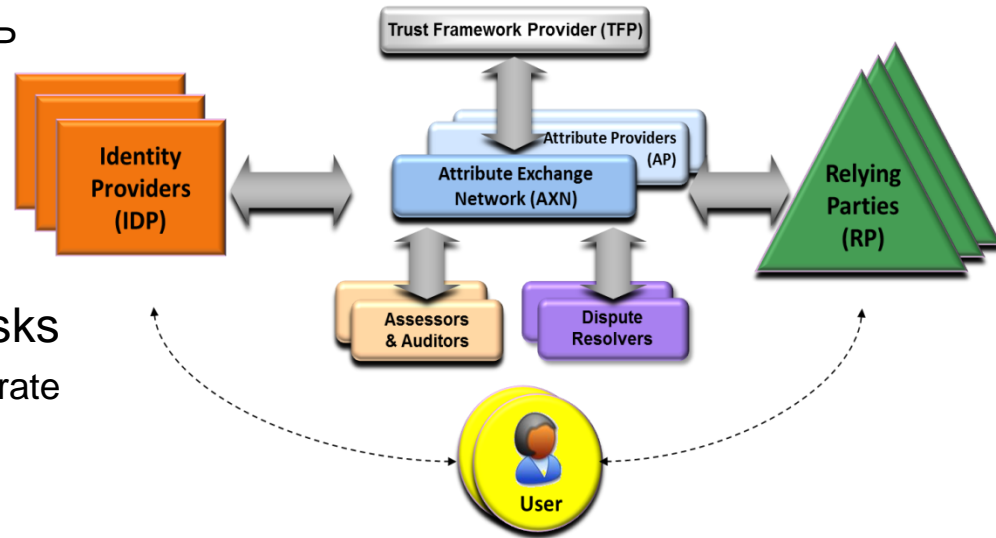 Trust Framework Provider (TFP)
Attribute Providers
(AP)
Identity
Providers
(IDP)
Attribute Exchange
Network (AXN)
Relying
Parties
(RP)
sks
rate
Assessors
& Auditors
Dispute
Resolvers
User